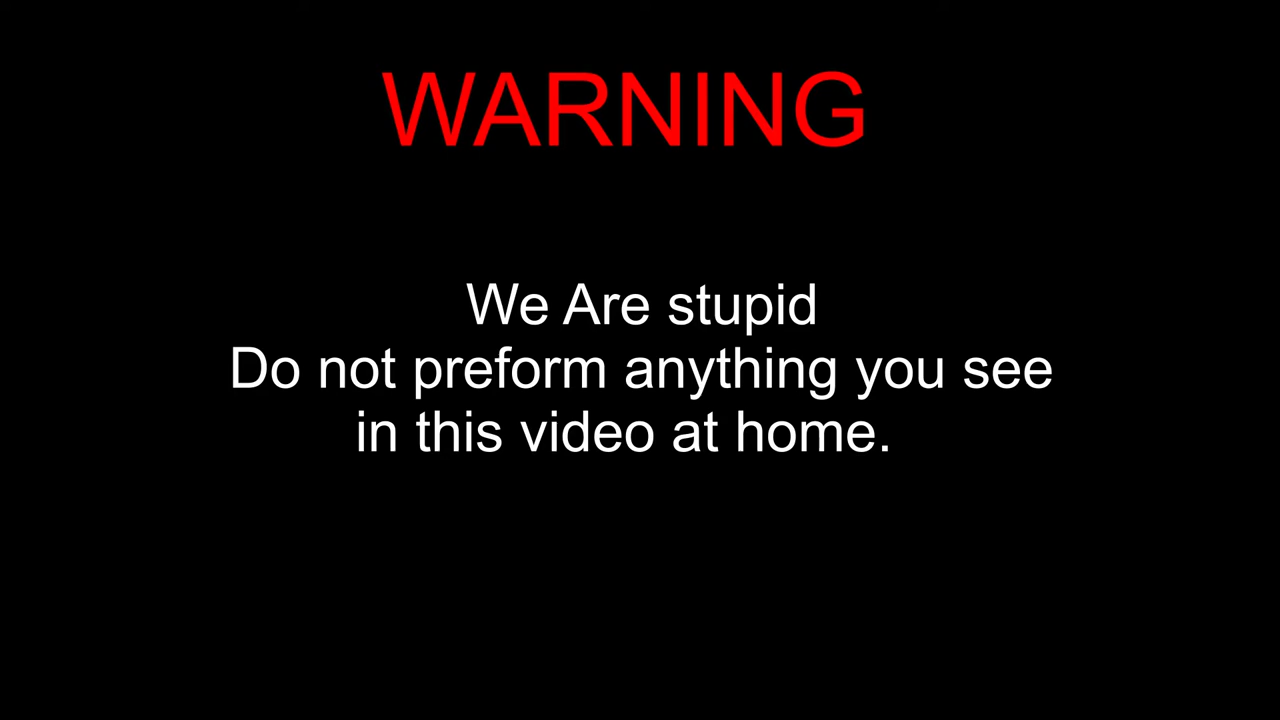 WARNING
We Are stupid
Do not preform anything you see
in this video at home.